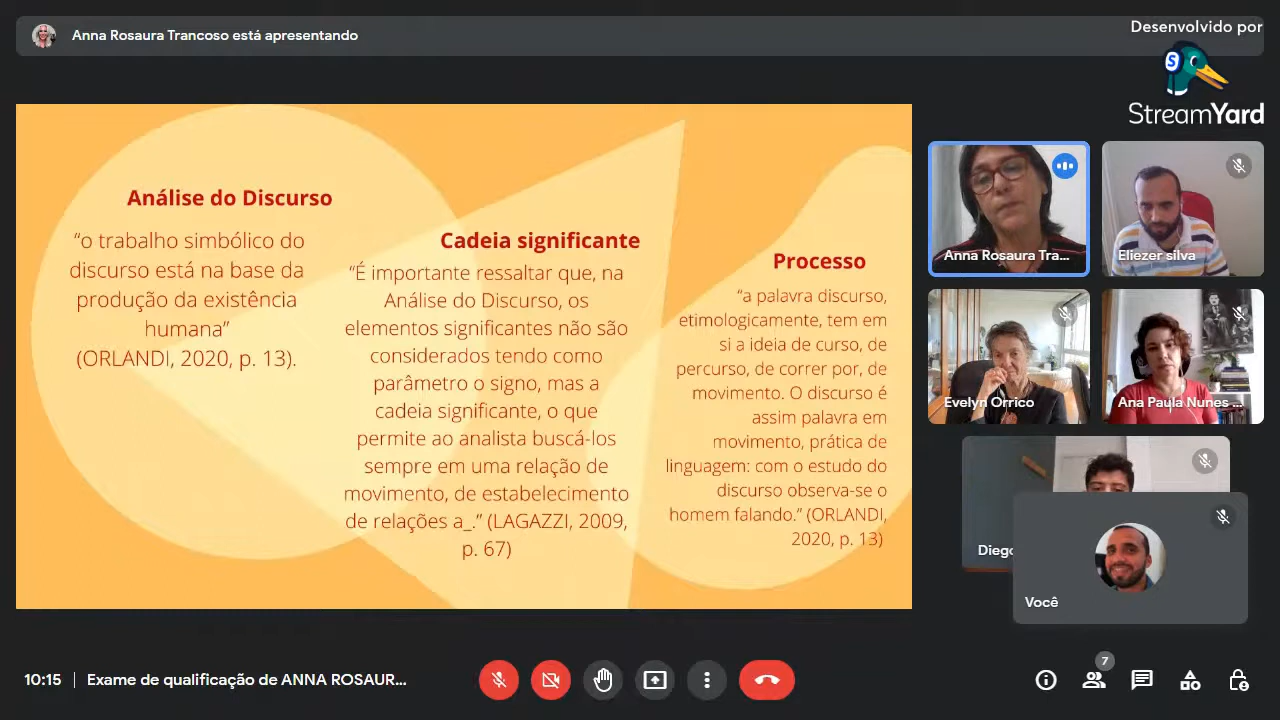 Anna Rosaura Trancoso está apresentando
Desenvolvido por
StreamYard
Análise do Discurso
“o trabalho simbólico do
discurso está na base da
produção da existência
humana”
(ORLANDI, 2020, p. 13).
Cadeia significante
“É importante ressaltar que, na
Análise do Discurso, os
elementos significantes não são
considerados tendo como
parâmetro o signo, mas a
cadeia significante, o que
permite ao analista buscá-los
sempre em uma relação de
movimento, de estabelecimento
de relações a_.” (LAGAZZI, 2009,
p. 67)
Processo
“a palavra discurso,
etimologicamente, tem em
si a ideia de curso, de
percurso, de correr por, de
movimento. O discurso é
assim palavra em
movimento, prática de
linguagem: com o estudo do
discurso observa-se o
homem falando.” (ORLANDI,
2020, p. 13)
Anna Rosaura Tra...
Eliezer silva
Evelyn Orrico
Ana Paula Nunes ...
Diego
Você
10:15 | Exame de qualificação de ANNA ROSAUR...
7